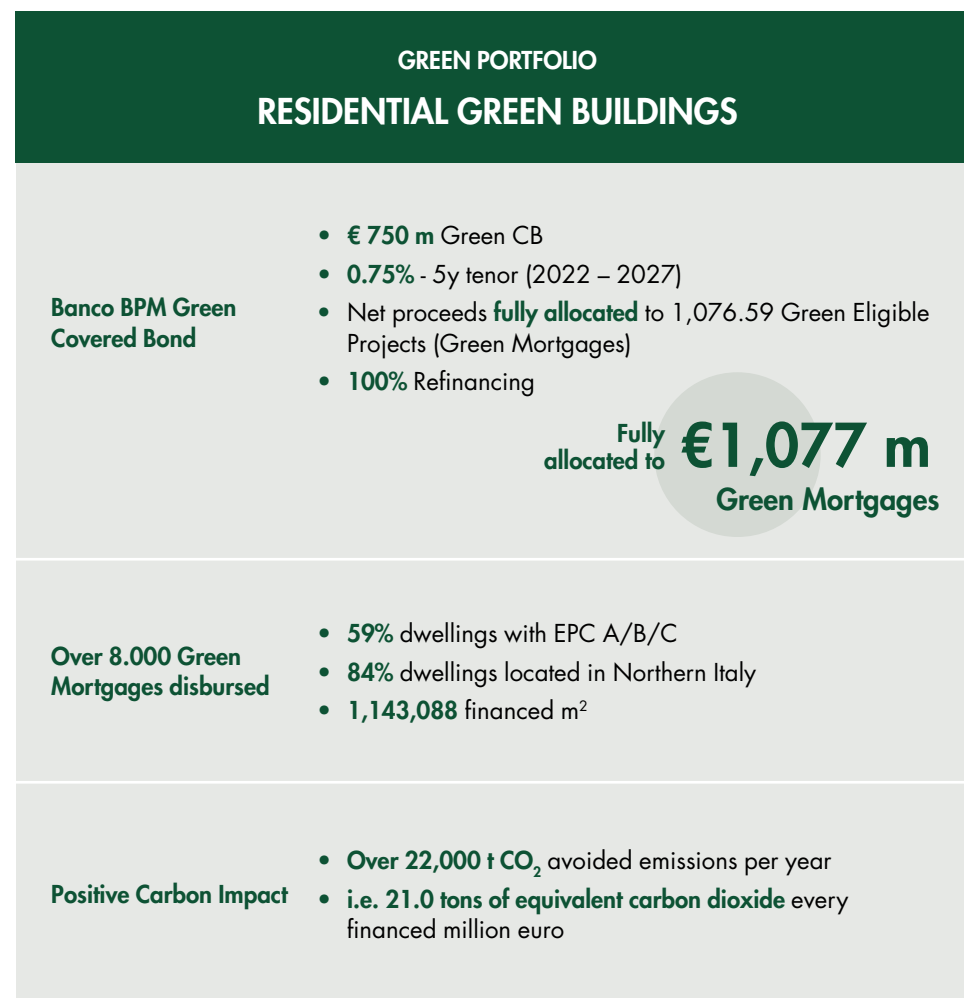 GREEN PORTFOLIO
RESIDENTIAL GREEN BUILDINGS
Banco BPM Green
Covered Bond
• € 750 m Green CB
• 0.75% - 5y tenor (2022 – 2027)
• Net proceeds fully allocated to 1,076.59 Green Eligible
Projects (Green Mortgages)
• 100% Refinancing
Fully
allocated to €1,077 m
Green Mortgages
Over 8.000 Green
Mortgages disbursed
• 59% dwellings with EPC A/B/C
• 84% dwellings located in Northern Italy
• 1,143,088 financed m²
Positive Carbon Impact
• Over 22,000 t CO₂ avoided emissions per year
• i.e. 21.0 tons of equivalent carbon dioxide every
financed million euro